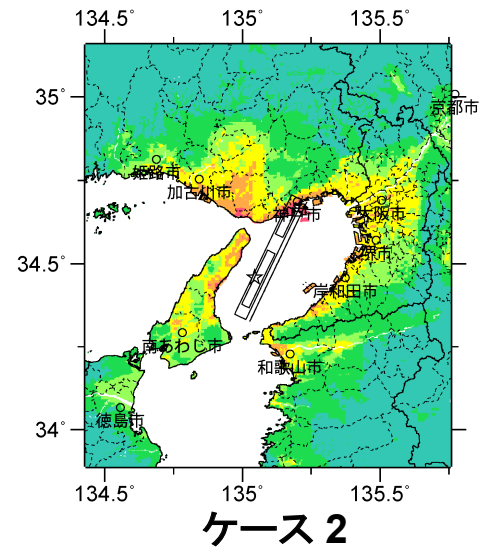 134.5° 135° 135.5°
35°
京都市
姫路市
加古川市
神戸市
大阪市
34.5°
堺市
岸和田市
南あわじ市
和歌山市
34°
徳島市
134.5° 135° 135.5°
ケース 2